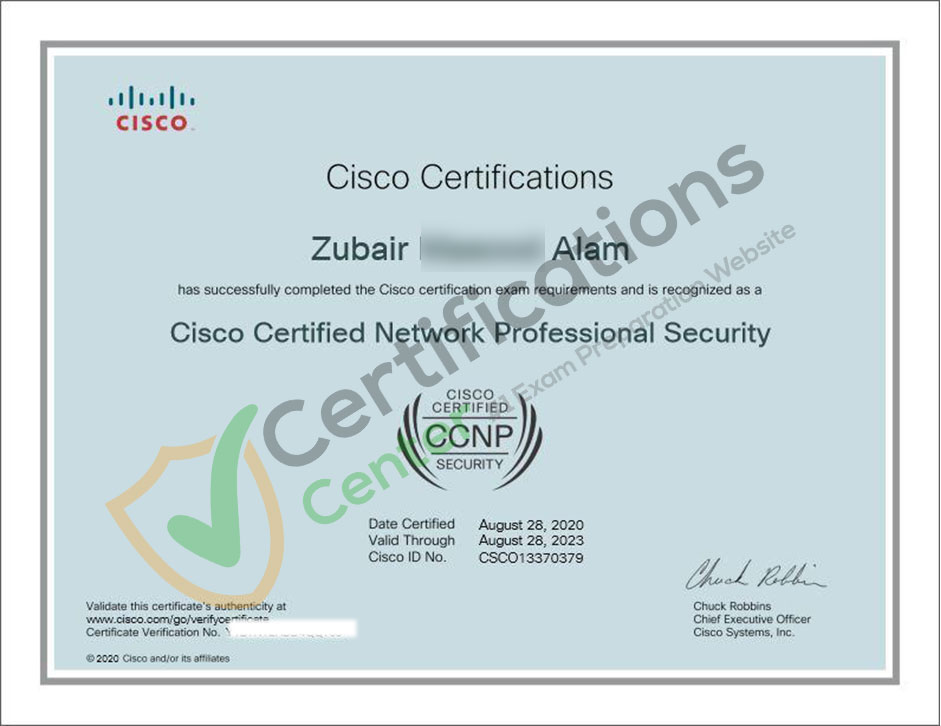 CISCO
Cisco Certifications
Zubair Alam
has successfully completed the Cisco certification exam requirements and is recognized as a
Cisco Certified Network Professional Security
CISCO
CERTIFIED
CCNP
SECURITY
Certifications
Center
#1 Exam Preparation Website
Date Certified August 28, 2020
Valid Through August 28, 2023
Cisco ID No. CSCO13370379
Validate this certificate's authenticity at
www.cisco.com/go/verifycertificate
Certificate Verification No.
© 2020 Cisco and/or its affiliates
Chuck Robbins
Chuck Robbins
Chief Executive Officer
Cisco Systems, Inc.